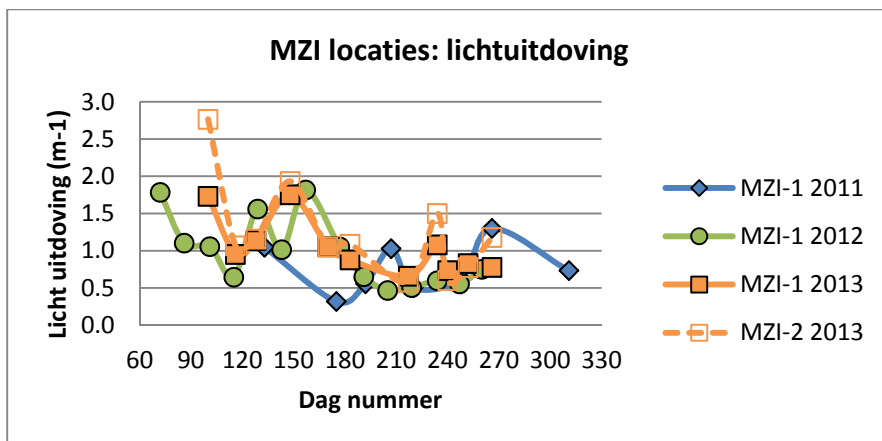 MZI locaties: lichtuitdoving
Licht uitdoving (m-1)
3.0
2.5
2.0
1.5
1.0
0.5
0.0
60 90 120 150 180 210 240 270 300 330
Dag nummer
MZI-1 2011
MZI-1 2012
MZI-1 2013
MZI-2 2013